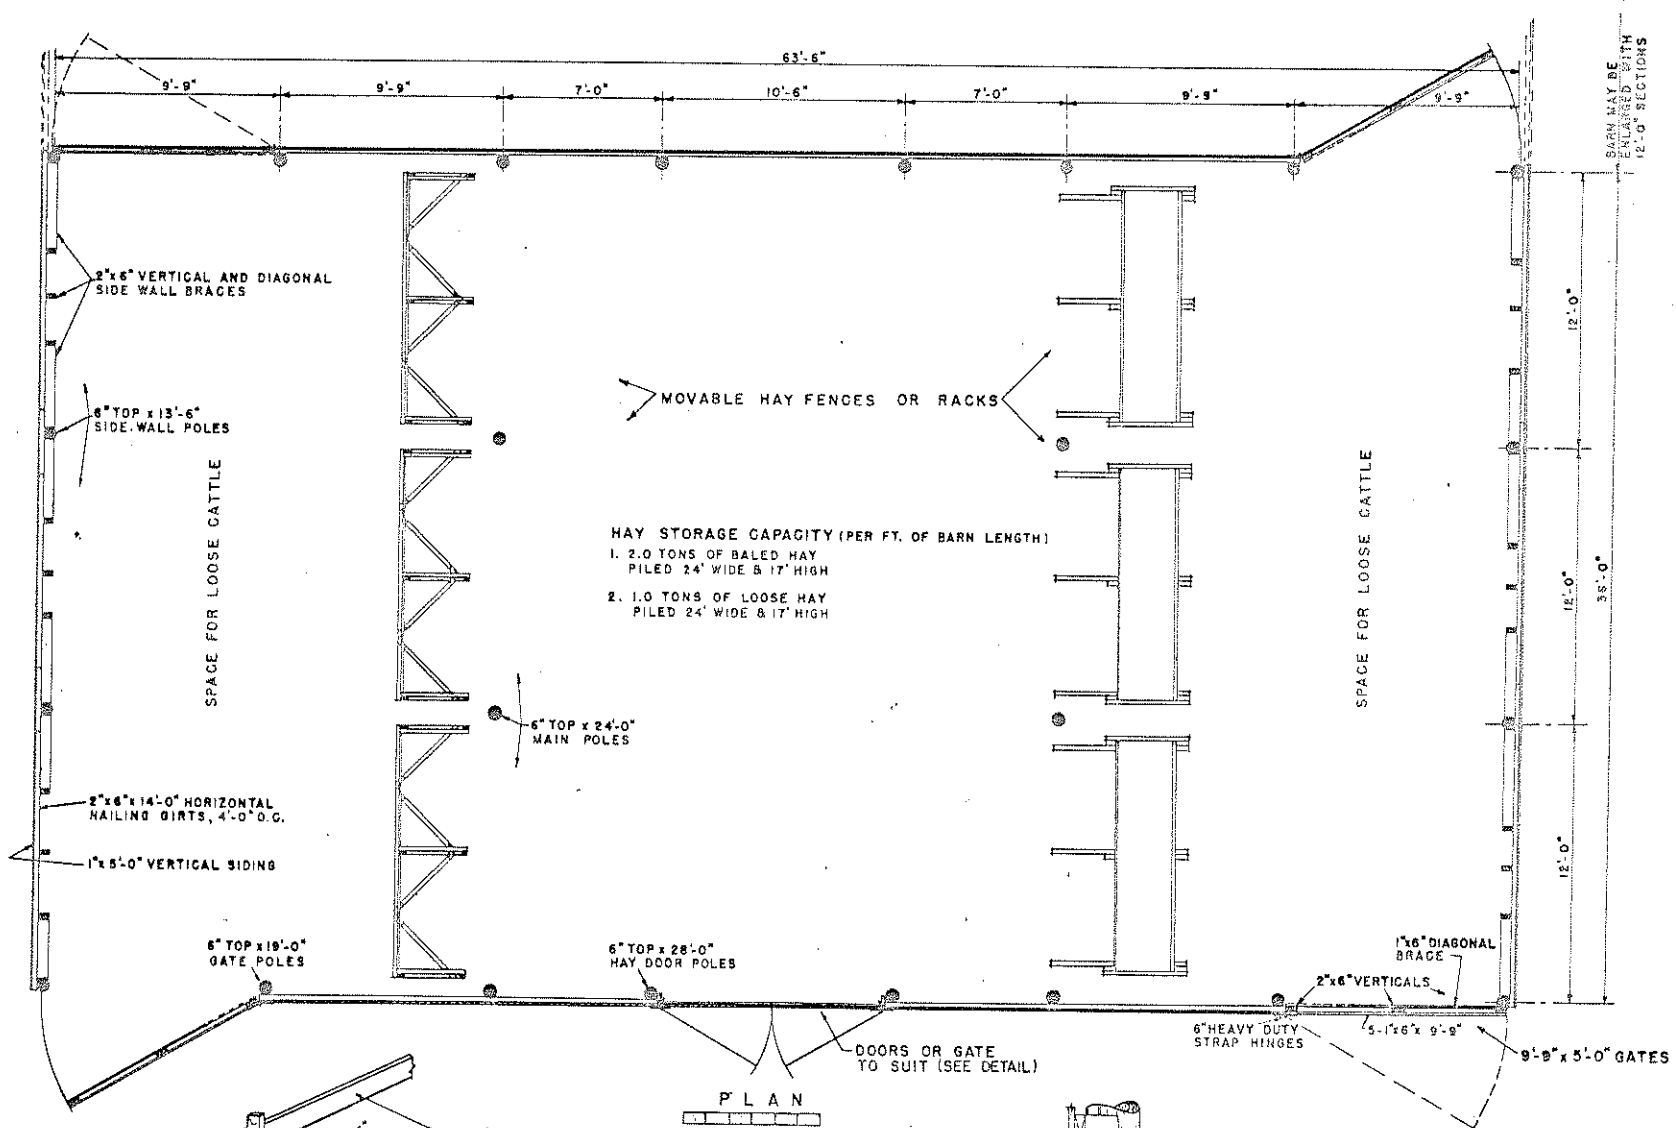 63'-6"
9'-9" 9'-9" 7'-0" 10'-6" 7'-0" 9'-9" 9'-9"
BARN MAY BE
ENLARGED WITH
12'-0" SECTIONS
2"x6" VERTICAL AND DIAGONAL
SIDE WALL BRACES
12'-0"
6" TOP x 13'-6"
SIDE WALL POLES
MOVABLE HAY FENCES OR RACKS
SPACE FOR LOOSE CATTLE
HAY STORAGE CAPACITY (PER FT. OF BARN LENGTH)
1. 2.0 TONS OF BALED HAY
PILED 24' WIDE & 17' HIGH
2. 1.0 TONS OF LOOSE HAY
PILED 24' WIDE & 17' HIGH
SPACE FOR LOOSE CATTLE
12'-0"
36'-0"
6" TOP x 24'-0"
MAIN POLES
2"x6"x14'-0" HORIZONTAL
NAILING GIRTS, 4'-0" O.C.
1"x5'-0" VERTICAL SIDING
12'-0"
6" TOP x 19'-0"
GATE POLES
6" TOP x 28'-0"
HAY DOOR POLES
1"x6" DIAGONAL
BRACE
2"x6" VERTICALS
6" HEAVY DUTY
STRAP HINGES
5-1"x6"x 9'-9"
9'-9" x 5'-0" GATES
DOORS OR GATE
TO SUIT (SEE DETAIL)
PLAN